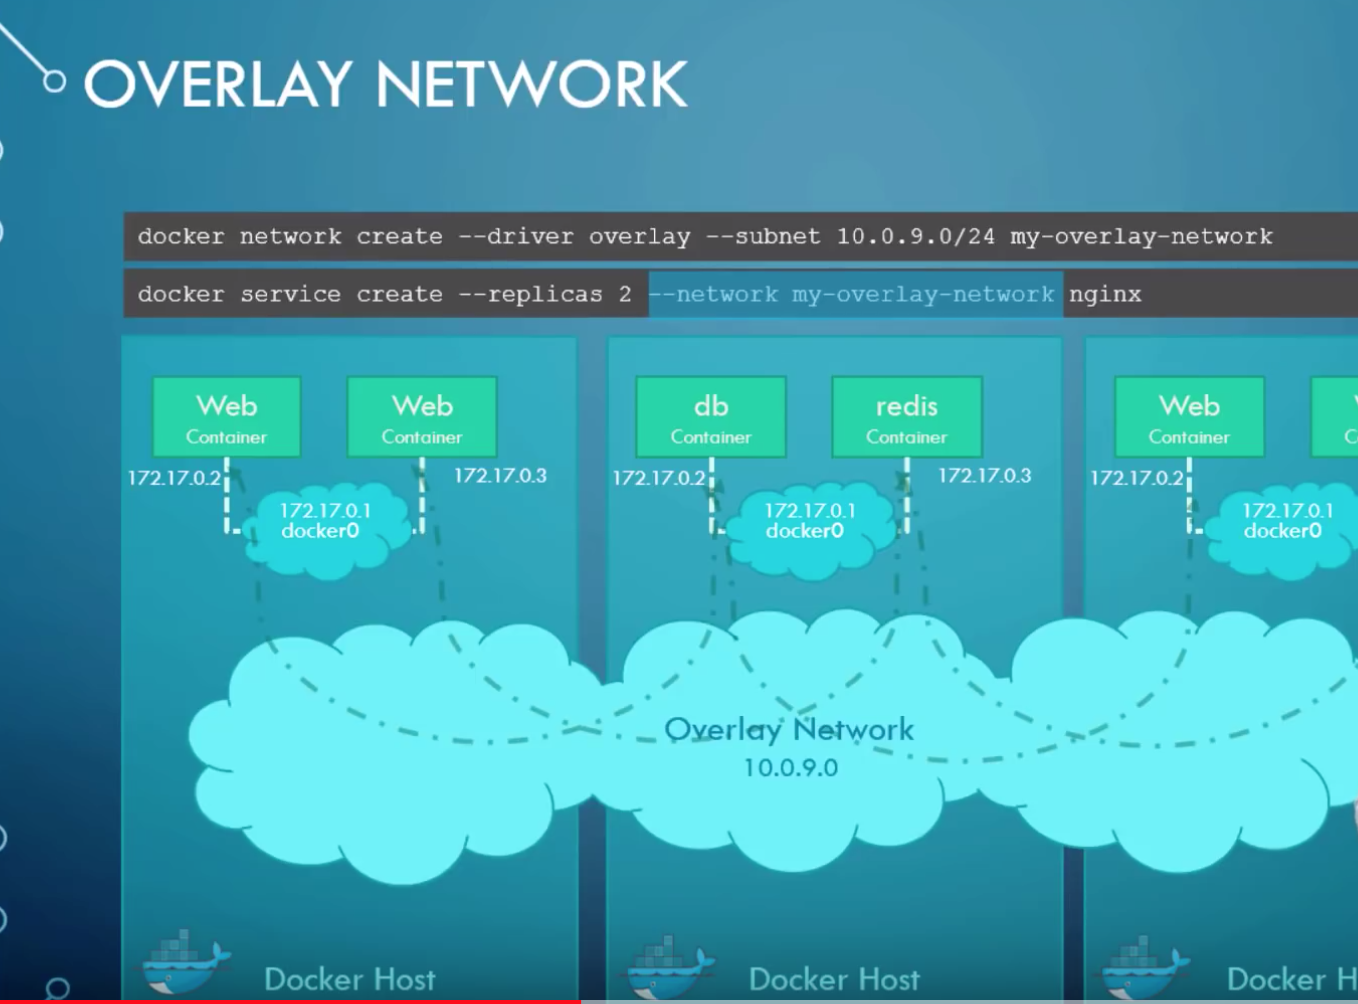 OVERLAY NETWORK
docker network create --driver overlay --subnet 10.0.9.0/24 my-overlay-network
docker service create --replicas 2 --network my-overlay-network nginx
Web
Container
Web
Container
db
Container
redis
Container
Web
Container
172.17.0.2
172.17.0.3
172.17.0.2
172.17.0.3
172.17.0.2
172.17.0.1
docker0
172.17.0.1
docker0
172.17.0.1
docker0
Overlay Network
10.0.9.0
Docker Host
Docker Host
Docker H